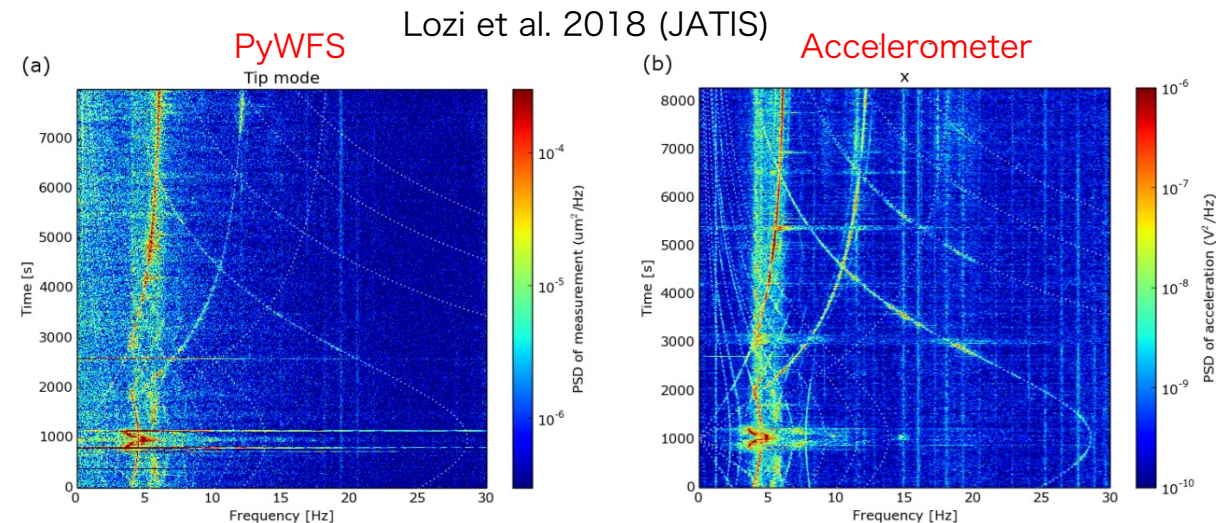 Lozi et al. 2018 (JATIS)
PyWFS
Accelerometer
(a)
Tip mode
(b)
x
7000
6000
5000
4000
3000
2000
1000
0
Time [s]
0 5 10 15 20 25 30
Frequency [Hz]
10⁻⁴
10⁻⁵
10⁻⁶
PSD of measurement (um²/Hz)
8000
7000
6000
5000
4000
3000
2000
1000
0
Time [s]
0 5 10 15 20 25 30
Frequency [Hz]
10⁻⁶
10⁻⁷
10⁻⁸
10⁻⁹
10⁻¹⁰
PSD of acceleration (V²/Hz)